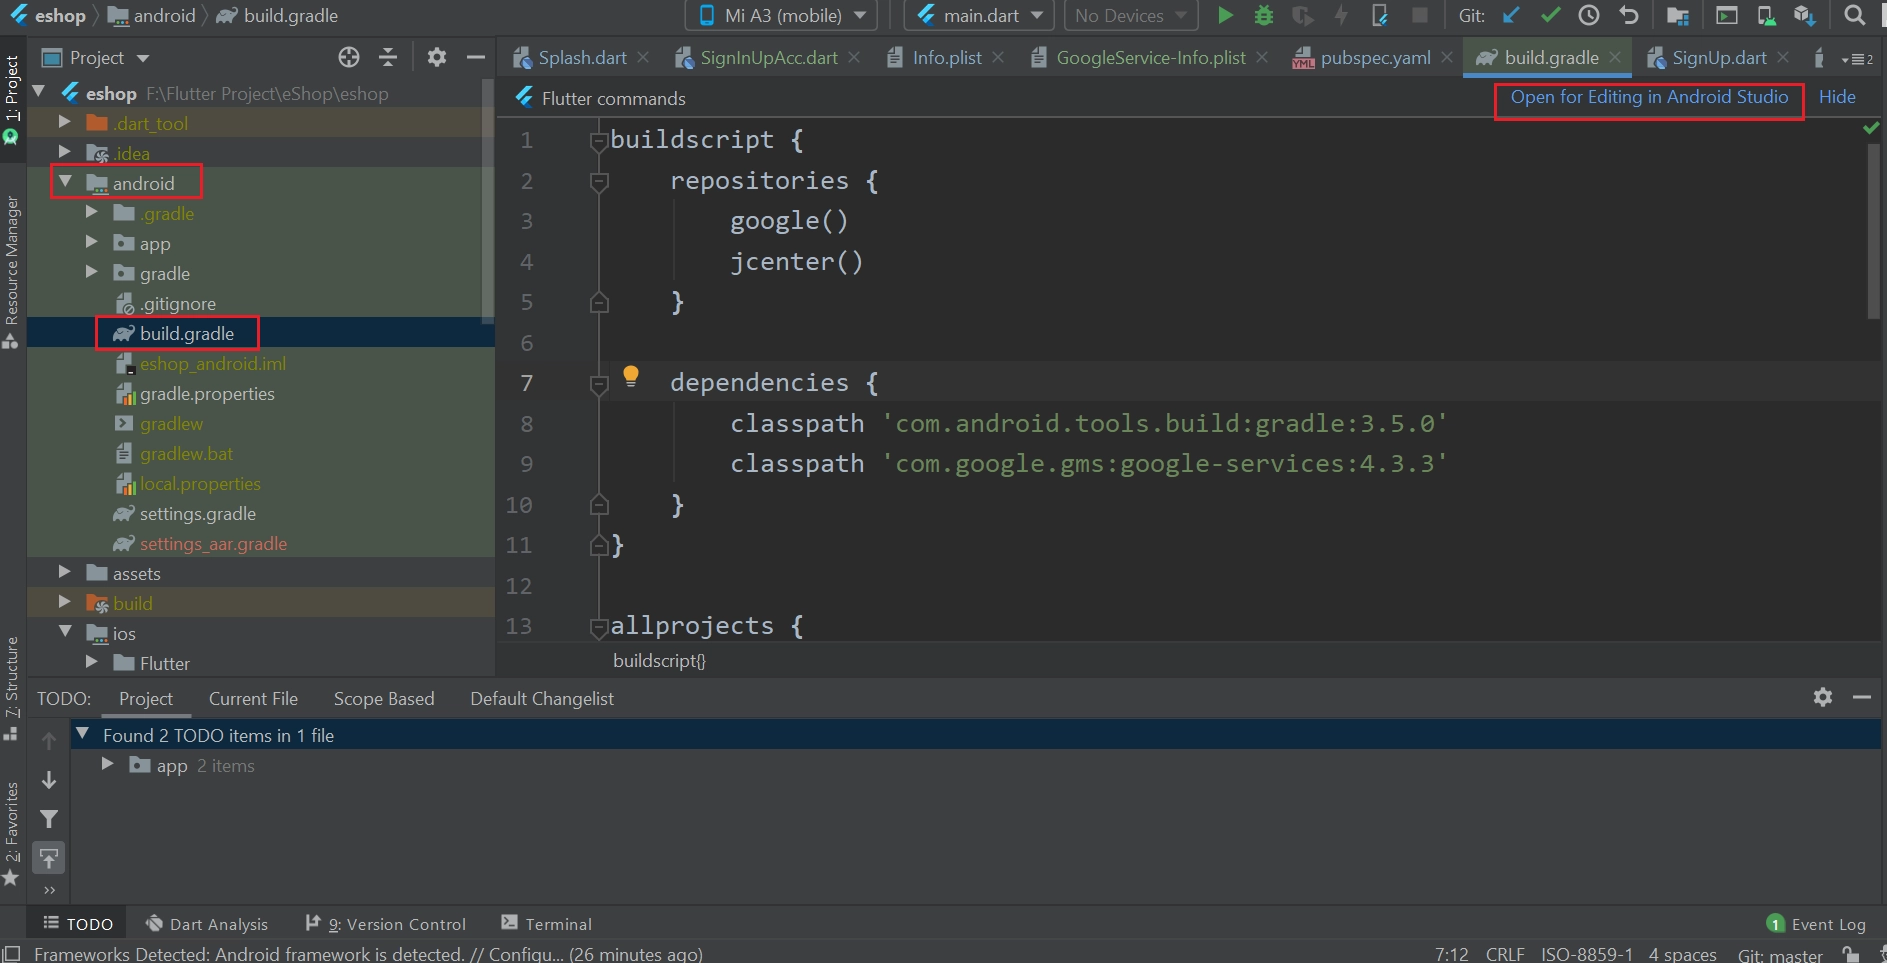 eshop android build.gradle Mi A3 (mobile) main.dart No Devices Git:
Project Splash.dart SignInUpAcc.dart Info.plist GoogleService-Info.plist pubspec.yaml build.gradle SignUp.dart 2
1: Project
Resource Manager
7: Structure
2: Favorites
eshop F:\Flutter Project\eShop\eshop
.dart_tool
.idea
android
.gradle
app
gradle
.gitignore
build.gradle
eshop_android.iml
gradle.properties
gradlew
gradlew.bat
local.properties
settings.gradle
settings_aar.gradle
assets
build
ios
Flutter
Flutter commands Open for Editing in Android Studio Hide
1 buildscript {
2 repositories {
3 google()
4 jcenter()
5 }
6
7 dependencies {
8 classpath 'com.android.tools.build:gradle:3.5.0'
9 classpath 'com.google.gms:google-services:4.3.3'
10 }
11 }
12
13 allprojects {
buildscript{}
TODO: Project Current File Scope Based Default Changelist
Found 2 TODO items in 1 file
app 2 items
TODO Dart Analysis 9: Version Control Terminal 1 Event Log
Frameworks Detected: Android framework is detected. // Configu... (26 minutes ago) 7:12 CRLF ISO-8859-1 4 spaces Git: master